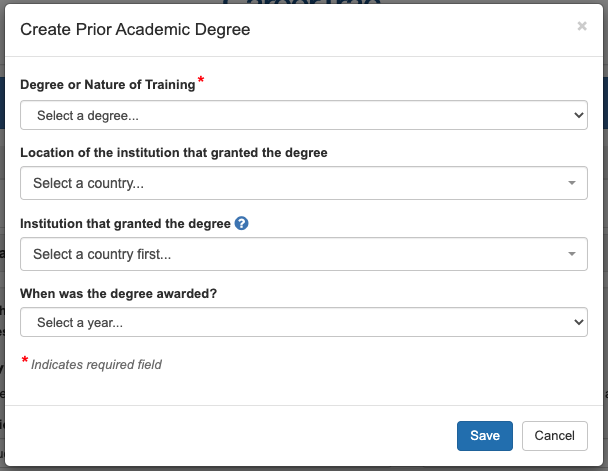 Create Prior Academic Degree ×
Degree or Nature of Training *
Select a degree...
Location of the institution that granted the degree
Select a country...
Institution that granted the degree ?
Select a country first...
When was the degree awarded?
Select a year...
* Indicates required field
Save Cancel